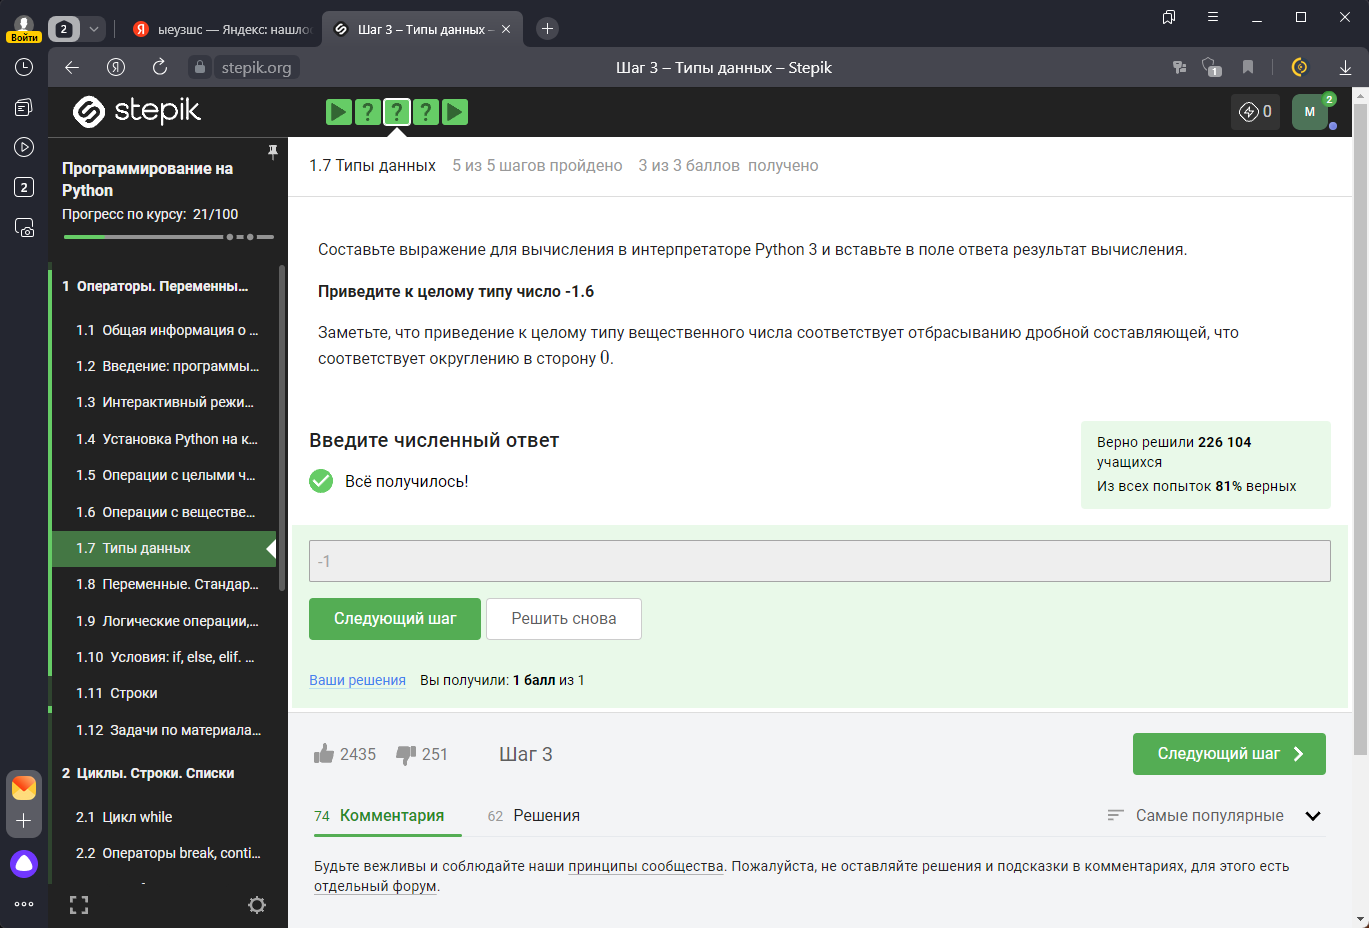 Войти
2
ыеузшс — Яндекс: нашлос
Шаг 3 – Типы данных –
stepik.org
Шаг 3 – Типы данных – Stepik
1
2
stepik
? ? ?
0
M
2
Программирование на
Python
Прогресс по курсу: 21/100
1 Операторы. Переменны...
1.1 Общая информация о ...
1.2 Введение: программы...
1.3 Интерактивный режи...
1.4 Установка Python на к...
1.5 Операции с целыми ч...
1.6 Операции с веществе...
1.7 Типы данных
1.8 Переменные. Стандар...
1.9 Логические операции,...
1.10 Условия: if, else, elif. ...
1.11 Строки
1.12 Задачи по материала...
2 Циклы. Строки. Списки
2.1 Цикл while
2.2 Операторы break, conti...
1.7 Типы данных 5 из 5 шагов пройдено 3 из 3 баллов получено
Составьте выражение для вычисления в интерпретаторе Python 3 и вставьте в поле ответа результат вычисления.
Приведите к целому типу число -1.6
Заметьте, что приведение к целому типу вещественного числа соответствует отбрасыванию дробной составляющей, что
соответствует округлению в сторону 0.
Введите численный ответ
Всё получилось!
Верно решили 226 104
учащихся
Из всех попыток 81% верных
-1
Следующий шаг
Решить снова
Ваши решения Вы получили: 1 балл из 1
2435 251 Шаг 3
Следующий шаг
74 Комментария 62 Решения
Самые популярные
Будьте вежливы и соблюдайте наши принципы сообщества. Пожалуйста, не оставляйте решения и подсказки в комментариях, для этого есть
отдельный форум.